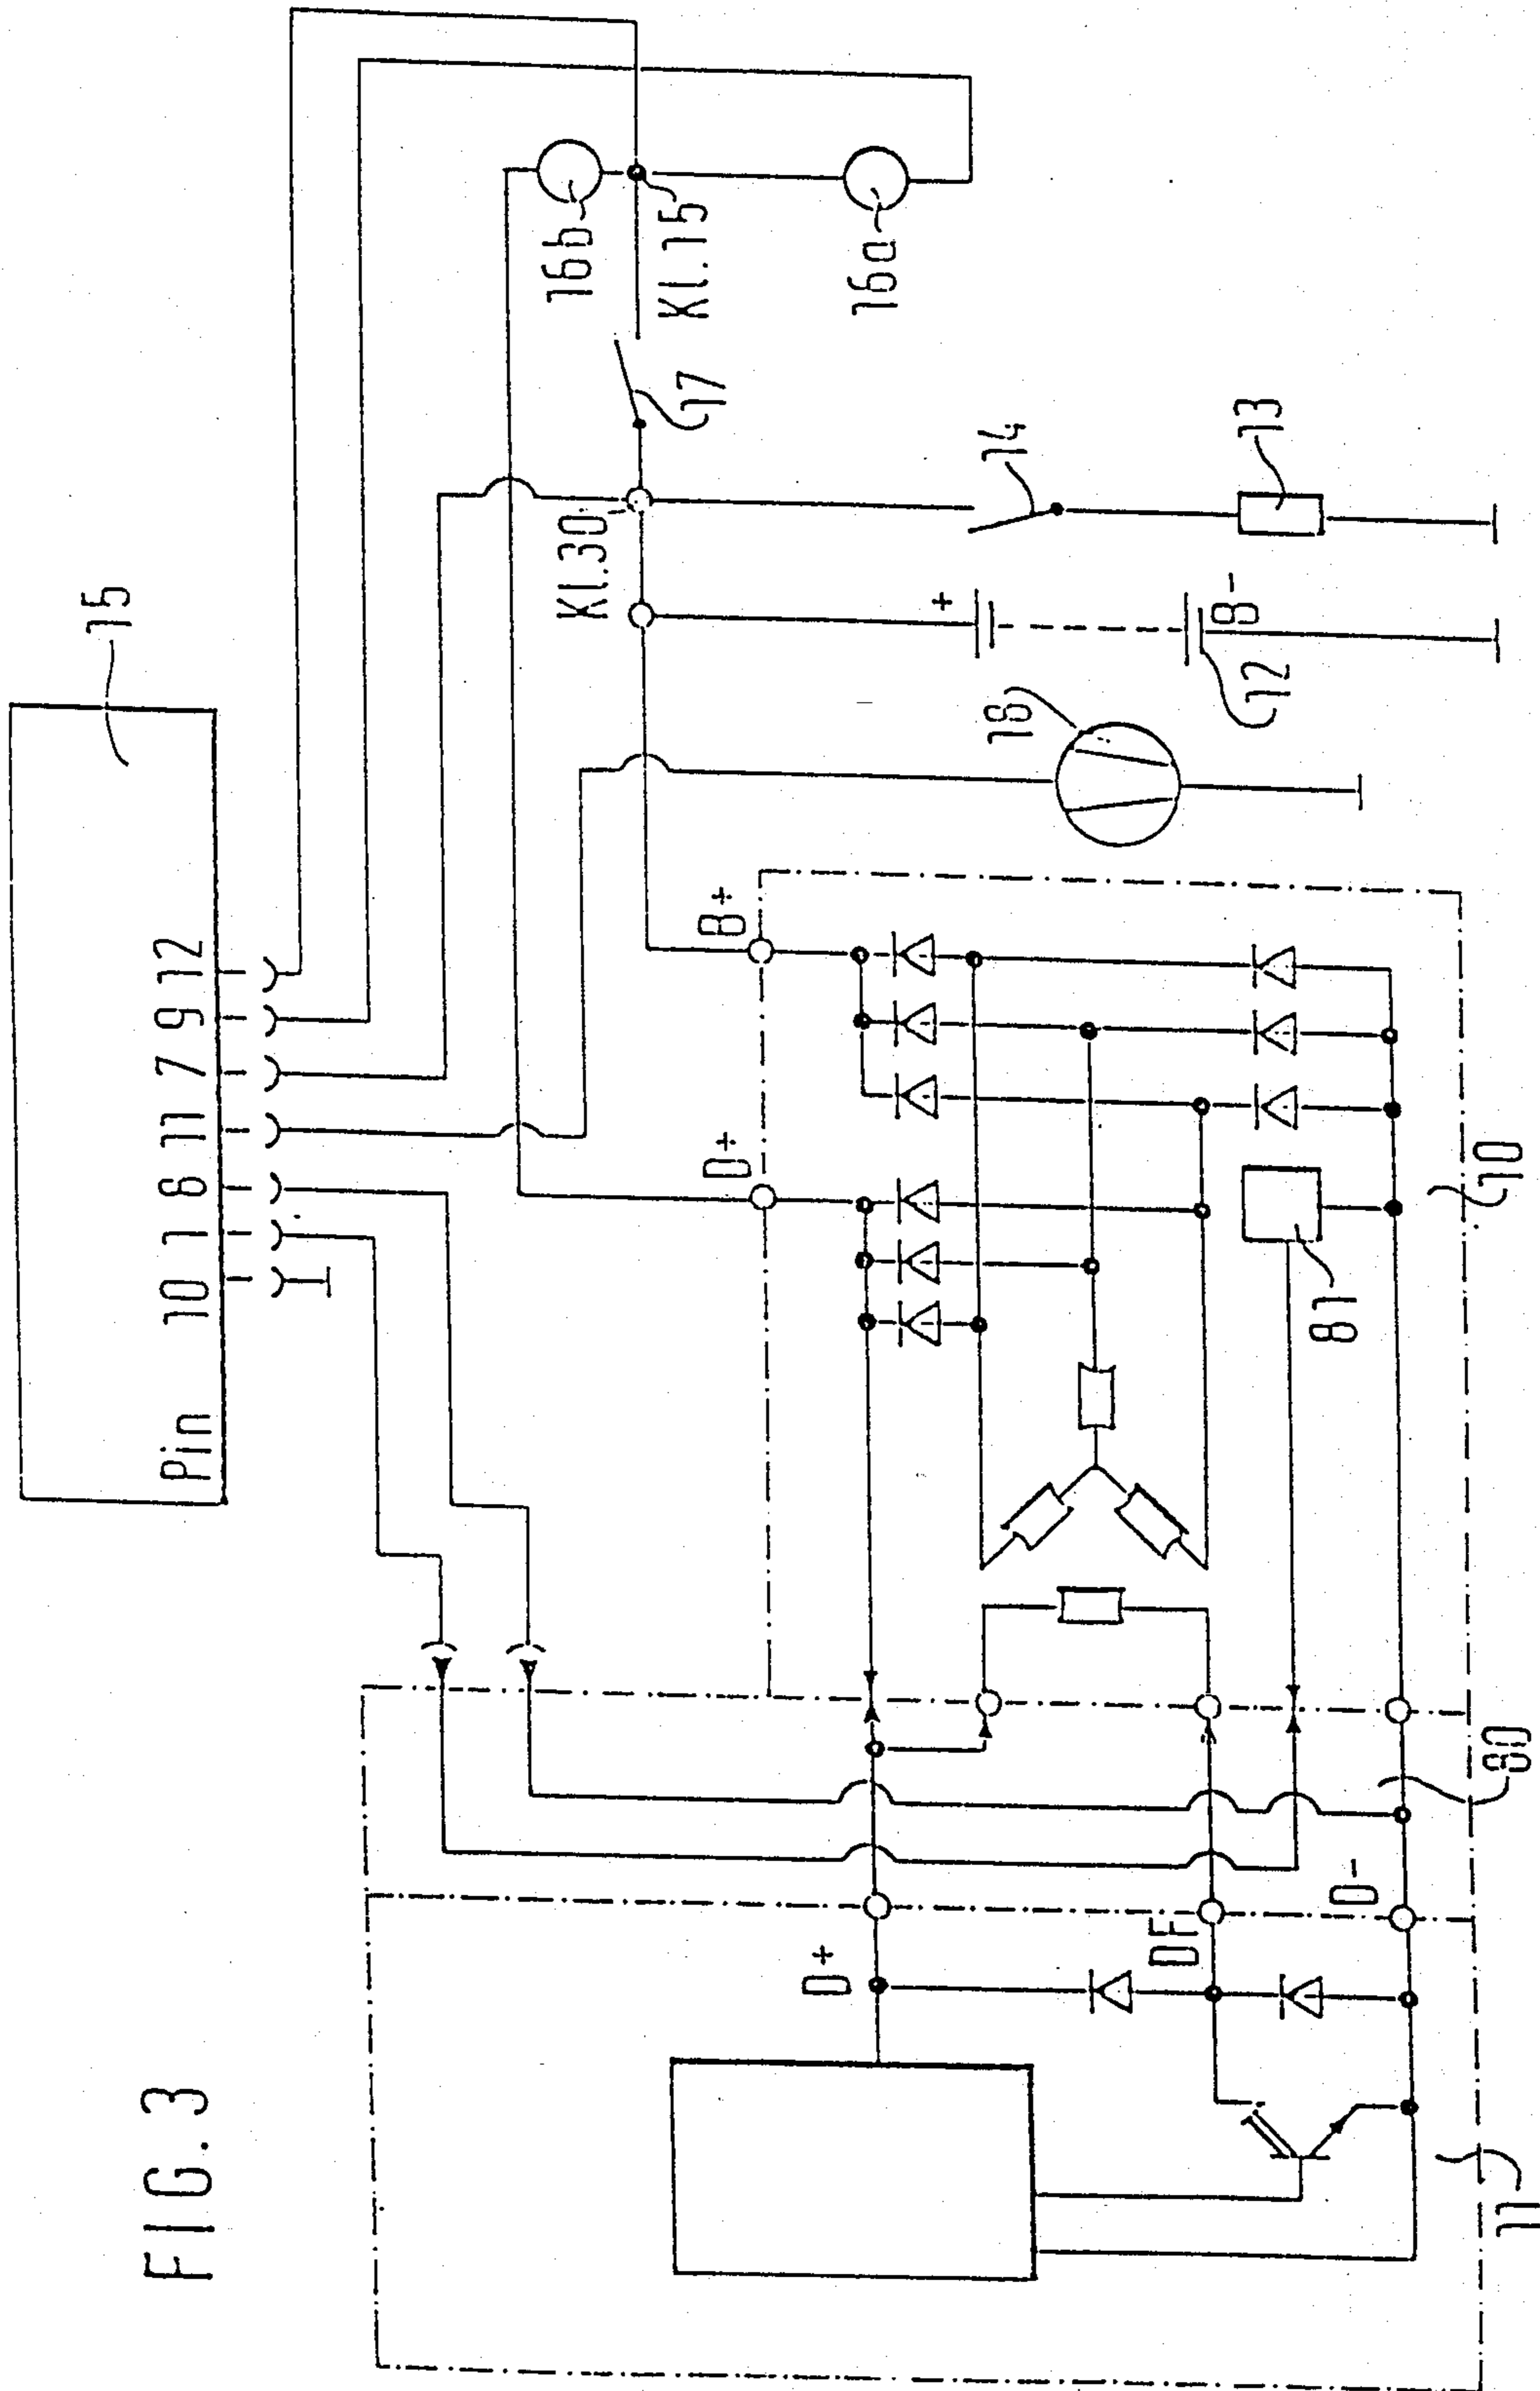 FIG. 3
Pin 10 1 8 11 7 9 12
15
16b
Kl.15
16a
17
Kl.30
14
13
+
B-
12
18
B+
D+
10
81
80
D+
DF
D-
11